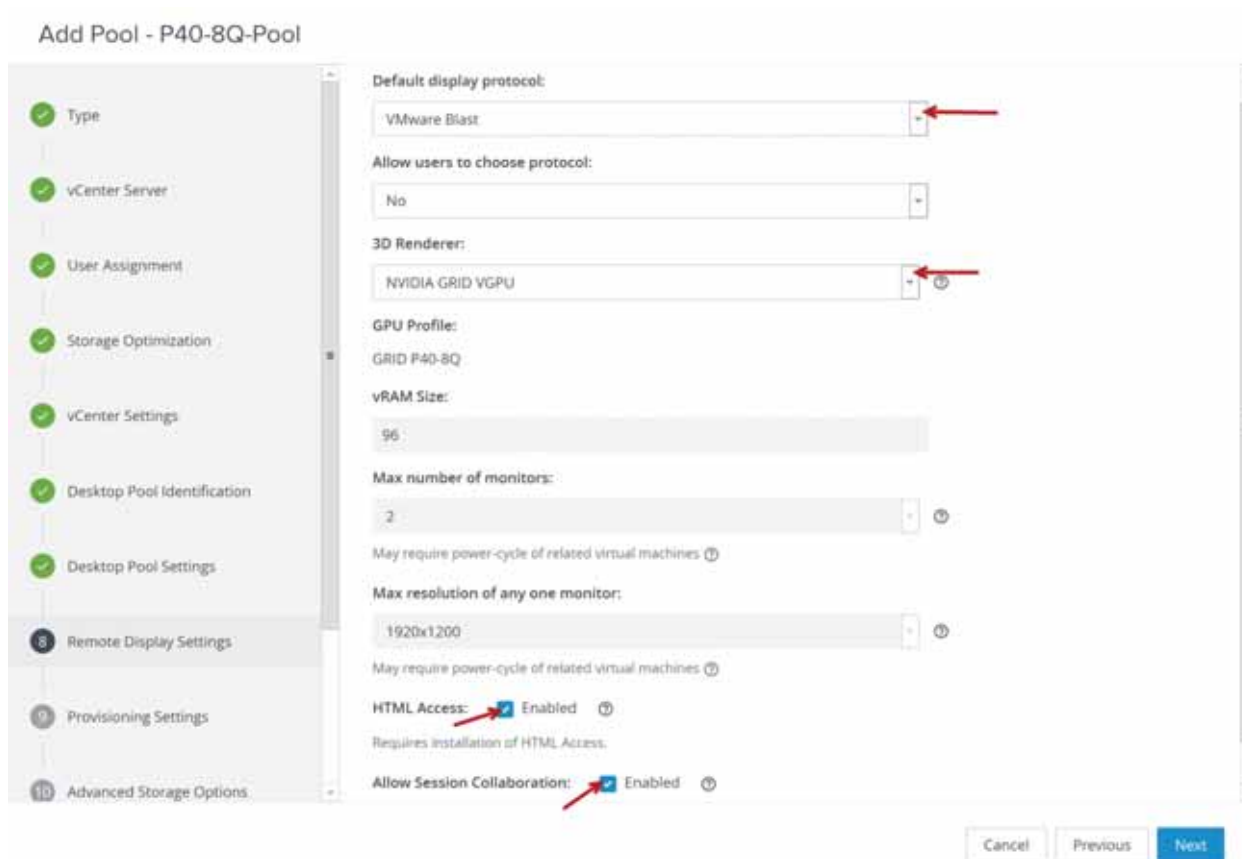 Add Pool - P40-8Q-Pool
Type
vCenter Server
User Assignment
Storage Optimization
vCenter Settings
Desktop Pool Identification
Desktop Pool Settings
8 Remote Display Settings
9 Provisioning Settings
10 Advanced Storage Options
Default display protocol:
VMware Blast
Allow users to choose protocol:
No
3D Renderer:
NVIDIA GRID VGPU
GPU Profile:
GRID P40-8Q
vRAM Size:
96
Max number of monitors:
2
May require power-cycle of related virtual machines
Max resolution of any one monitor:
1920x1200
May require power-cycle of related virtual machines
HTML Access: Enabled
Requires installation of HTML Access.
Allow Session Collaboration: Enabled
Cancel Previous Next